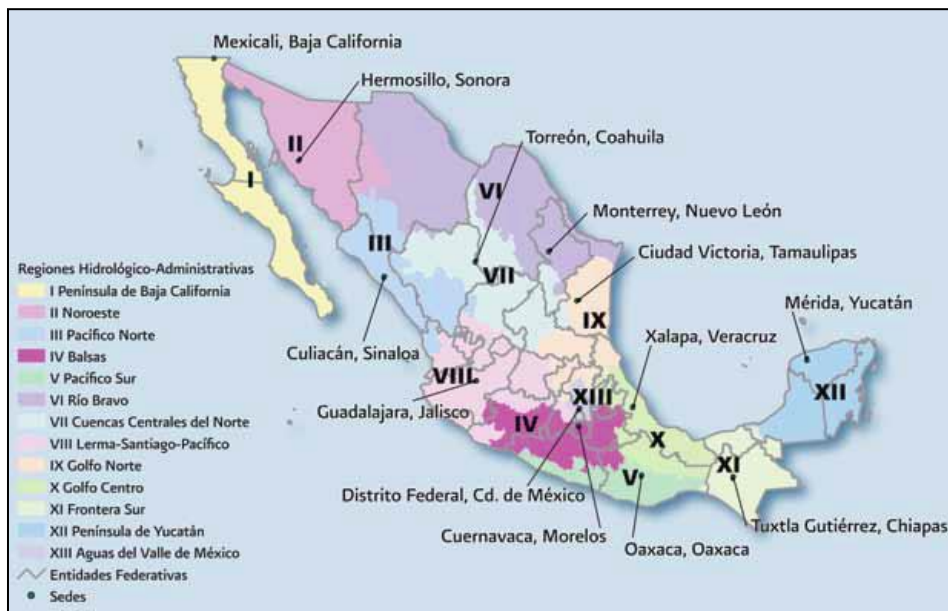 Mexicali, Baja California
Hermosillo, Sonora
II
Torreón, Coahuila
I
VI
Monterrey, Nuevo León
III
Ciudad Victoria, Tamaulipas
Regiones Hidrológico-Administrativas
I Península de Baja California
II Noroeste
III Pacífico Norte
IV Balsas
V Pacífico Sur
VI Río Bravo
VII Cuencas Centrales del Norte
VIII Lerma-Santiago-Pacífico
IX Golfo Norte
X Golfo Centro
XI Frontera Sur
XII Península de Yucatán
XIII Aguas del Valle de México
Entidades Federativas
Sedes
VII
Mérida, Yucatán
IX
Culiacán, Sinaloa
Xalapa, Veracruz
VIII
XIII
XII
Guadalajara, Jalisco
IV
X
XI
V
Distrito Federal, Cd. de México
Cuernavaca, Morelos
Oaxaca, Oaxaca
Tuxtla Gutiérrez, Chiapas